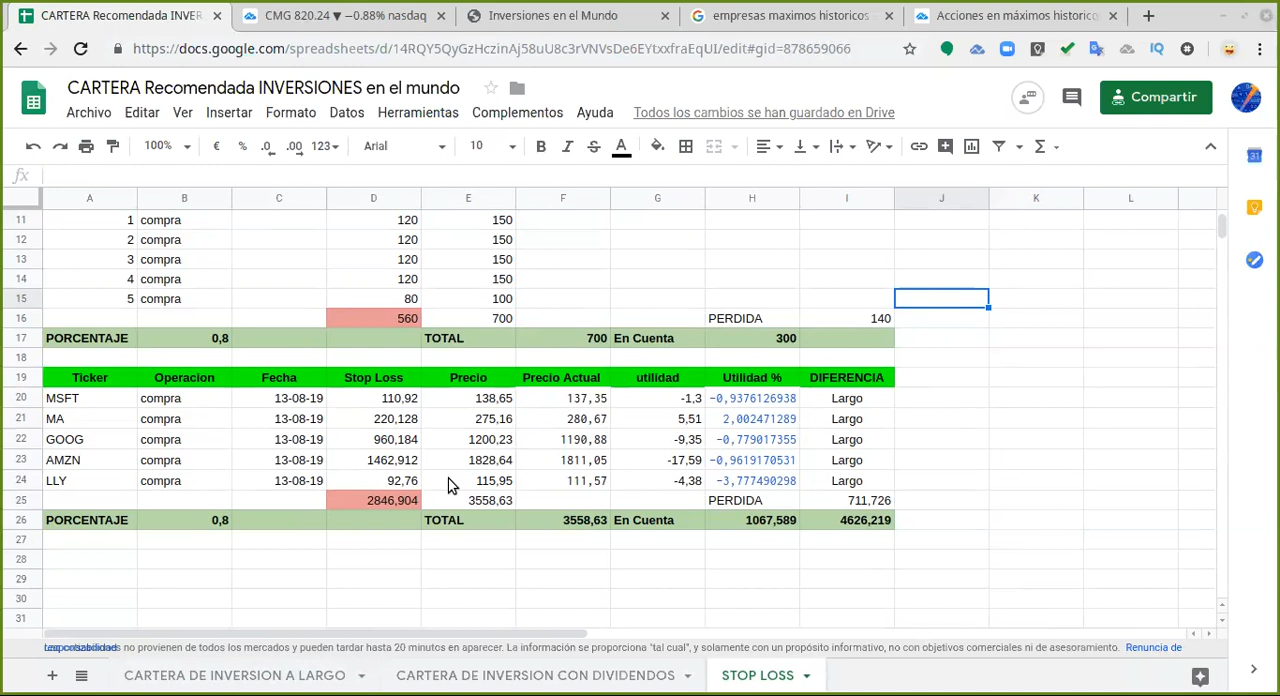 CARTERA Recomendada INVER
CMG 820.24 ▼ −0.88% nasdaq
Inversiones en el Mundo
empresas maximos historicos
Acciones en máximos historico
https://docs.google.com/spreadsheets/d/14RQY5QyGzHczinAj58uU8c3rVNVsDe6EYtxxfraEqUI/edit#gid=878659066
IQ
CARTERA Recomendada INVERSIONES en el mundo
Archivo Editar Ver Insertar Formato Datos Herramientas Complementos Ayuda Todos los cambios se han guardado en Drive
Compartir
100% € % .0 .00 123 Arial 10 B I S A Σ
31
fx
A B C D E F G H I J K L
11 1 compra 120 150
12 2 compra 120 150
13 3 compra 120 150
14 4 compra 120 150
15 5 compra 80 100
16 560 700 PERDIDA 140
17 PORCENTAJE 0,8 TOTAL 700 En Cuenta 300
18
19 Ticker Operacion Fecha Stop Loss Precio Precio Actual utilidad Utilidad % DIFERENCIA
20 MSFT compra 13-08-19 110,92 138,65 137,35 -1,3 −0,9376126938 Largo
21 MA compra 13-08-19 220,128 275,16 280,67 5,51 2,002471289 Largo
22 GOOG compra 13-08-19 960,184 1200,23 1190,88 -9,35 −0,779017355 Largo
23 AMZN compra 13-08-19 1462,912 1828,64 1811,05 -17,59 −0,9619170531 Largo
24 LLY compra 13-08-19 92,76 115,95 111,57 -4,38 −3,777490298 Largo
25 2846,904 3558,63 PERDIDA 711,726
26 PORCENTAJE 0,8 TOTAL 3558,63 En Cuenta 1067,589 4626,219
27
28
29
30
31
no provienen de todos los mercados y pueden tardar hasta 20 minutos en aparecer. La información se proporciona "tal cual", y solamente con un propósito informativo, no con objetivos comerciales ni de asesoramiento. Renuncia de
CARTERA DE INVERSION A LARGO CARTERA DE INVERSION CON DIVIDENDOS STOP LOSS